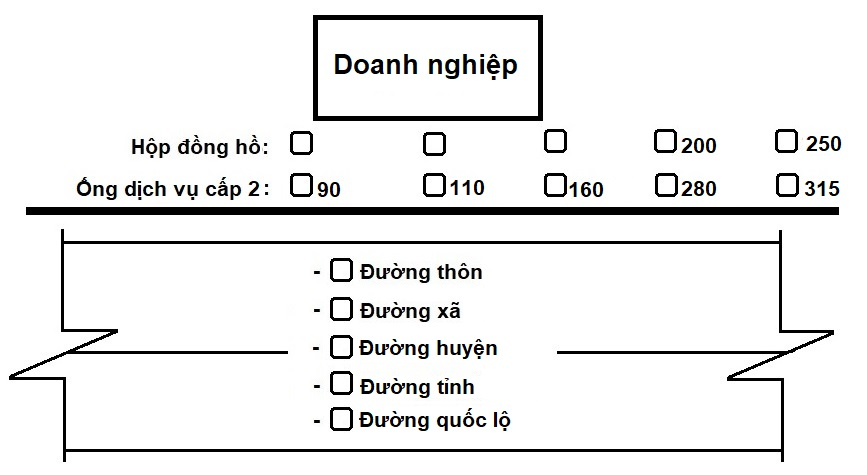 Doanh nghiệp
Hộp đồng hồ: 200 250
Ống dịch vụ cấp 2: 90 110 160 280 315
- Đường thôn
- Đường xã
- Đường huyện
- Đường tỉnh
- Đường quốc lộ